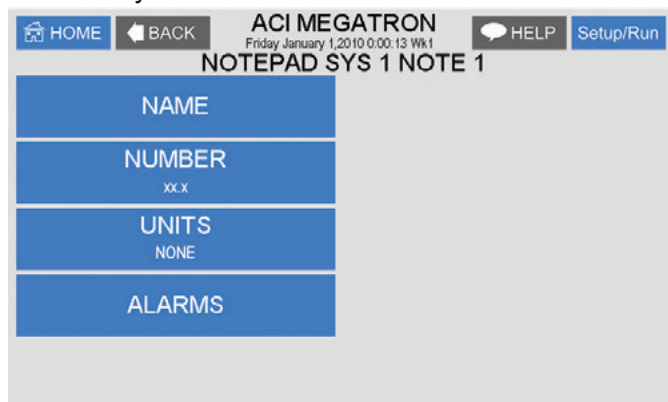 HOME BACK ACI MEGATRON HELP Setup/Run
Friday January 1,2010 0:00:13 Wk1
NOTEPAD SYS 1 NOTE 1
NAME
NUMBER
xx.x
UNITS
NONE
ALARMS